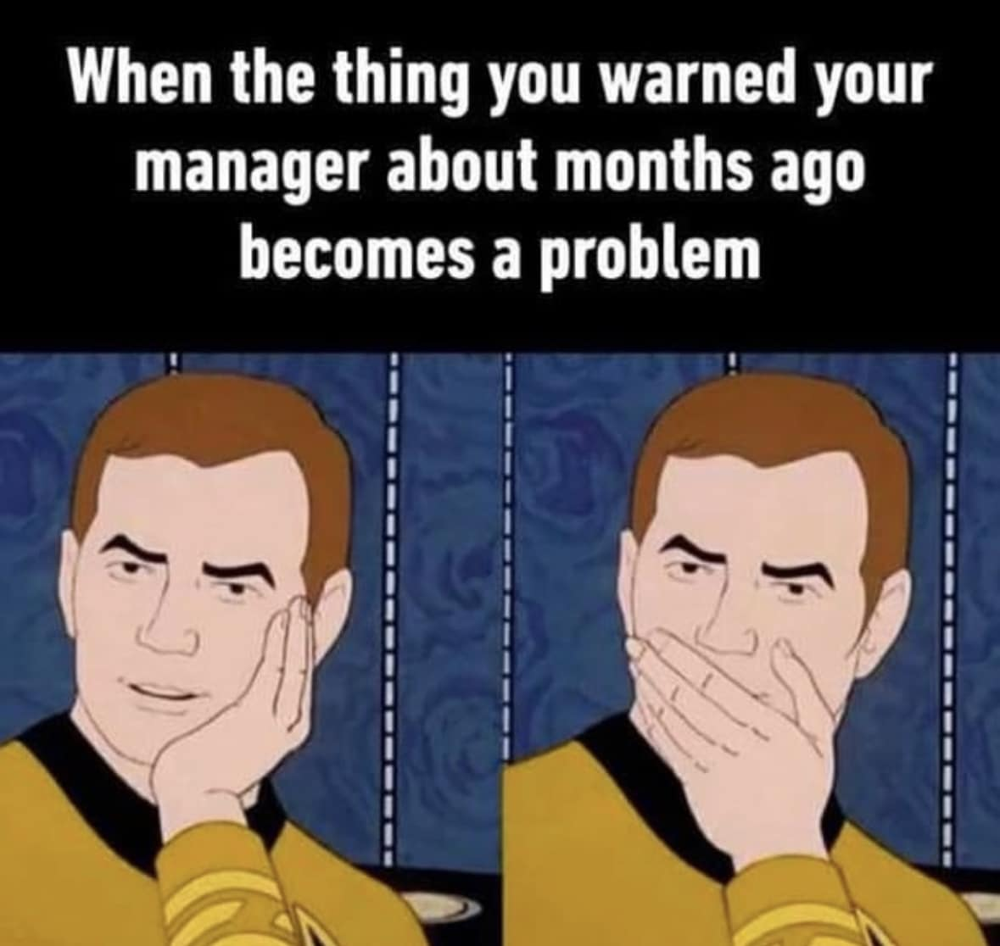 When the thing you warned your
manager about months ago
becomes a problem